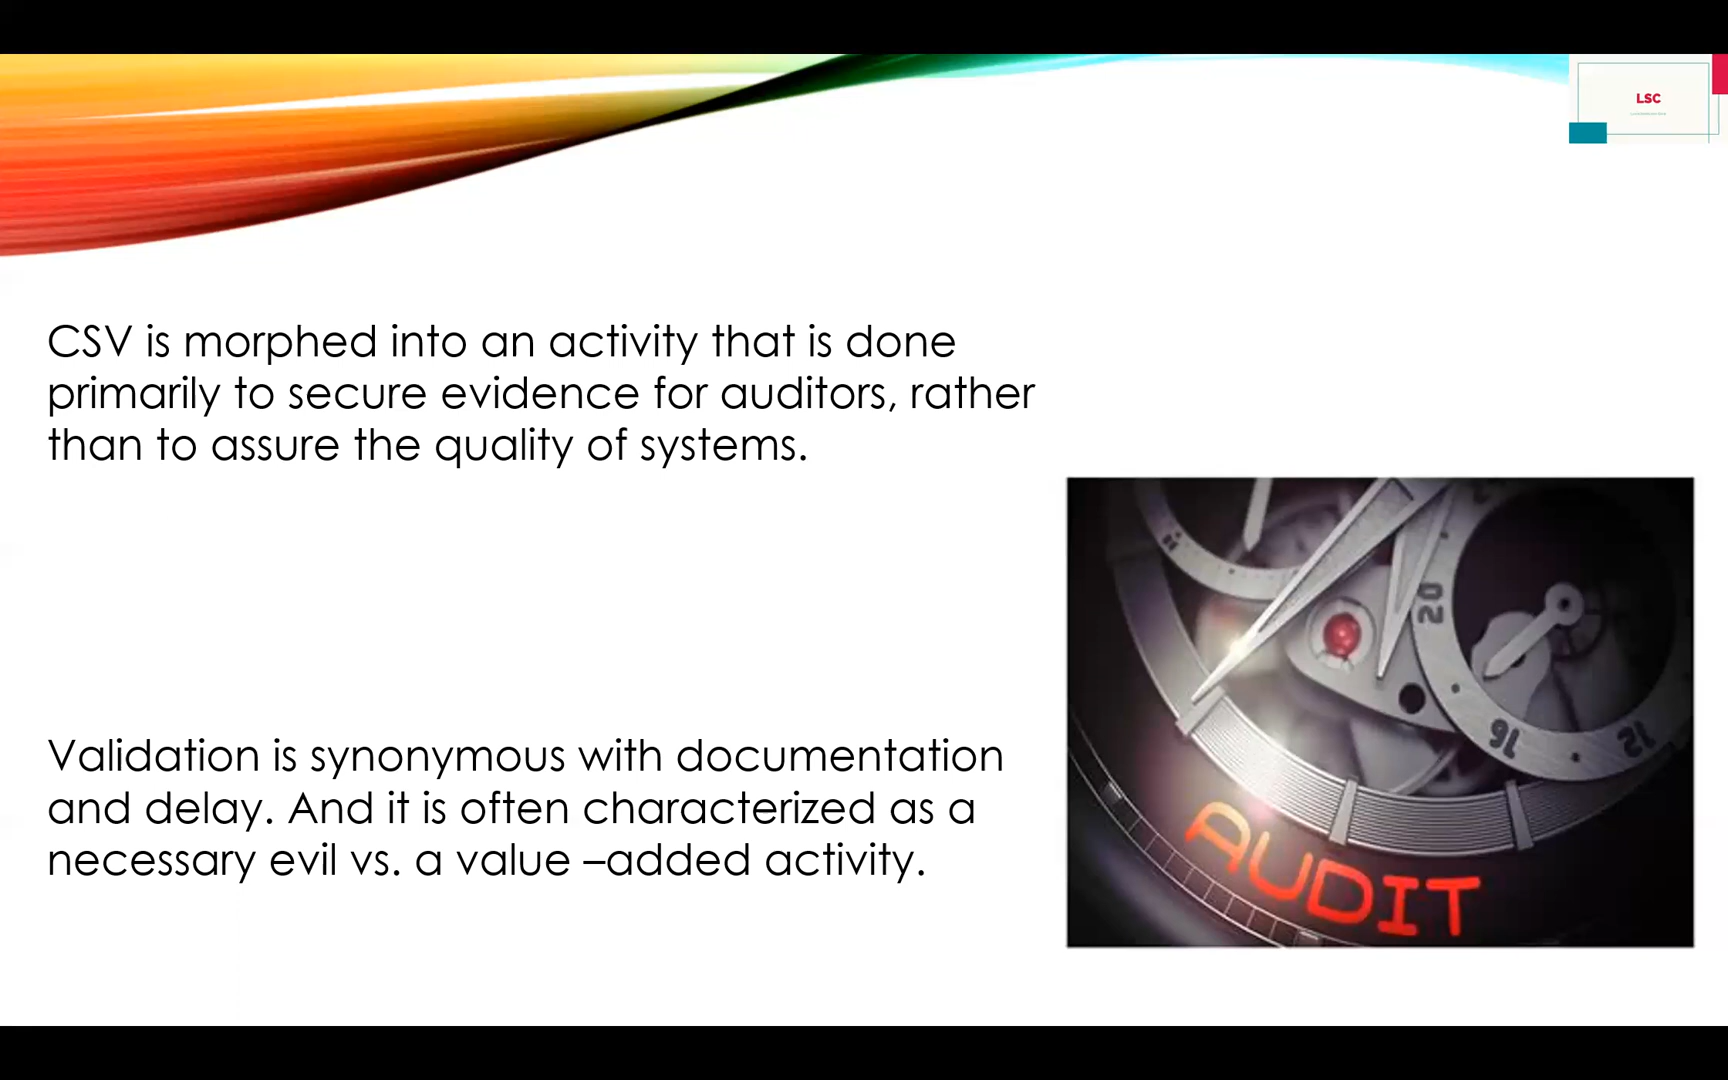 LSC
CSV is morphed into an activity that is done
primarily to secure evidence for auditors, rather
than to assure the quality of systems.
Validation is synonymous with documentation
and delay. And it is often characterized as a
necessary evil vs. a value –added activity.
20
16
12
AUDIT